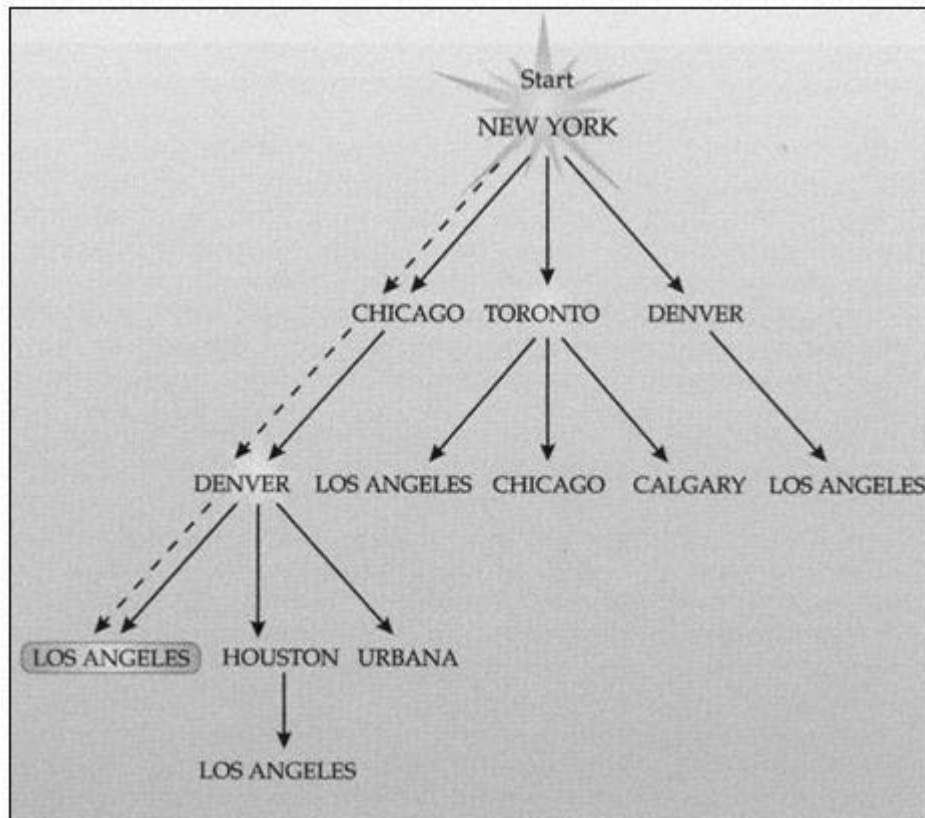 Start
NEW YORK
CHICAGO TORONTO DENVER
DENVER LOS ANGELES CHICAGO CALGARY LOS ANGELES
LOS ANGELES HOUSTON URBANA
LOS ANGELES